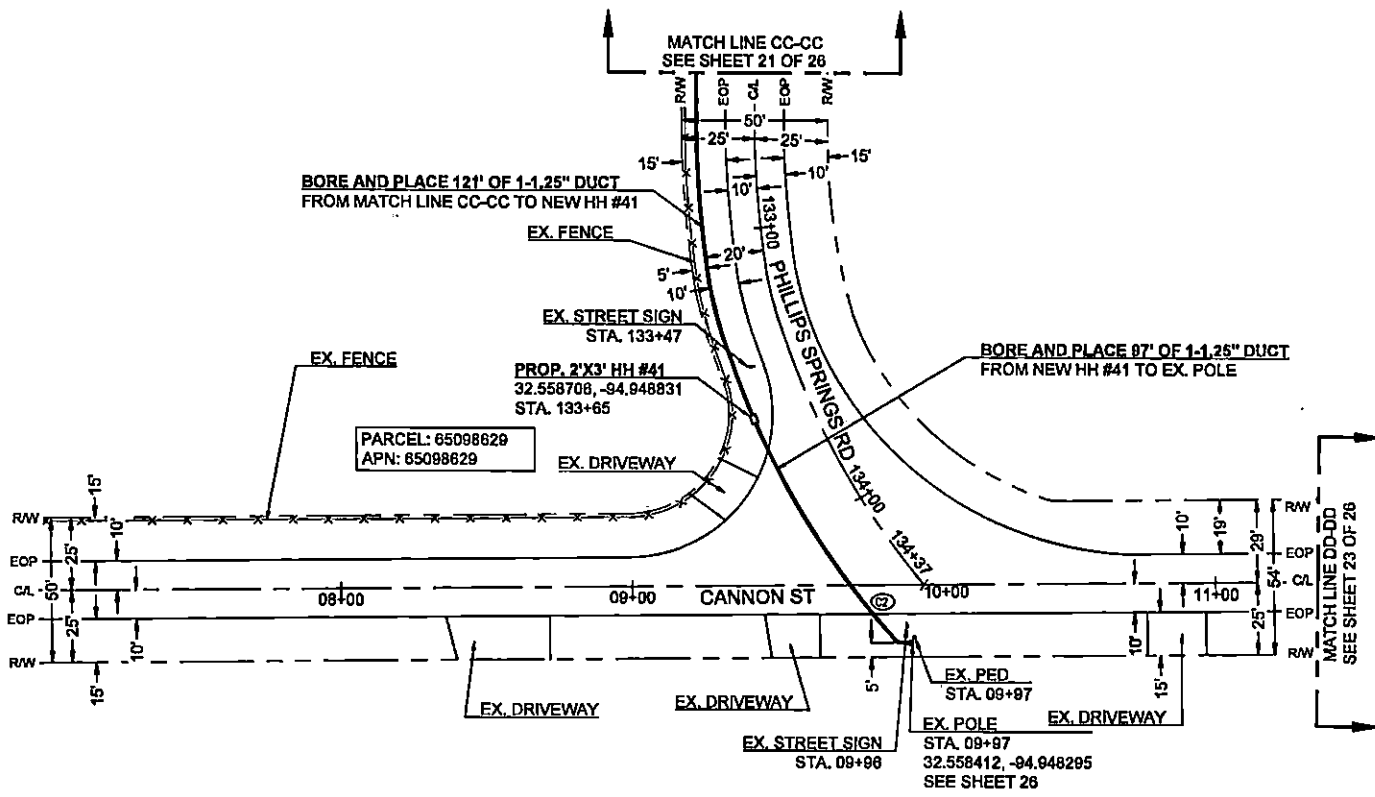 MATCH LINE CC-CC
SEE SHEET 21 OF 26
R/W
EOP
C/L
EOP
R/W
50'
25'
25'
15'
15'
10'
10'
BORE AND PLACE 121' OF 1-1.25" DUCT
FROM MATCH LINE CC-CC TO NEW HH #41
EX. FENCE
133+00
20'
5'
10'
PHILLIPS SPRINGS RD
EX. STREET SIGN
STA. 133+47
EX. FENCE
PROP. 2'X3' HH #41
32.558706, -94.948831
STA. 133+65
BORE AND PLACE 97' OF 1-1.25" DUCT
FROM NEW HH #41 TO EX. POLE
PARCEL: 65098629
APN: 65098629
EX. DRIVEWAY
134+00
134+37
R/W
EOP
C/L
EOP
R/W
15'
10'
25'
50'
25'
10'
15'
08+00
09+00
CANNON ST
10+00
11+00
10'
19'
29'
54'
25'
10'
15'
5'
R/W
EOP
C/L
EOP
R/W
MATCH LINE DD-DD
SEE SHEET 23 OF 26
EX. DRIVEWAY
EX. DRIVEWAY
EX. PED
STA. 09+97
EX. STREET SIGN
STA. 09+96
EX. POLE
STA. 09+97
32.558412, -94.948295
SEE SHEET 26
EX. DRIVEWAY